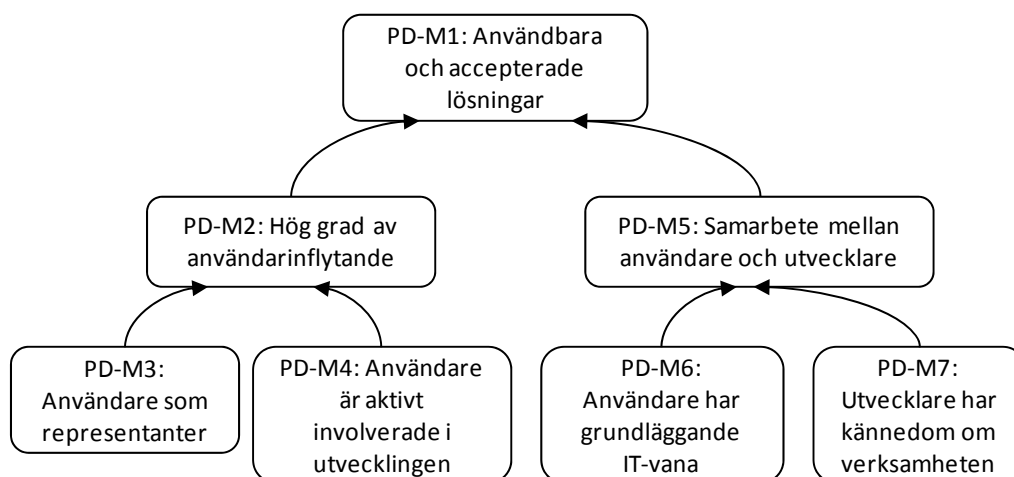 PD-M1: Användbara
och accepterade
lösningar
PD-M2: Hög grad av
användarinflytande
PD-M5: Samarbete mellan
användare och utvecklare
PD-M3:
Användare som
representanter
PD-M4: Användare
är aktivt
involverade i
utvecklingen
PD-M6:
Användare har
grundläggande
IT-vana
PD-M7:
Utvecklare har
kännedom om
verksamheten